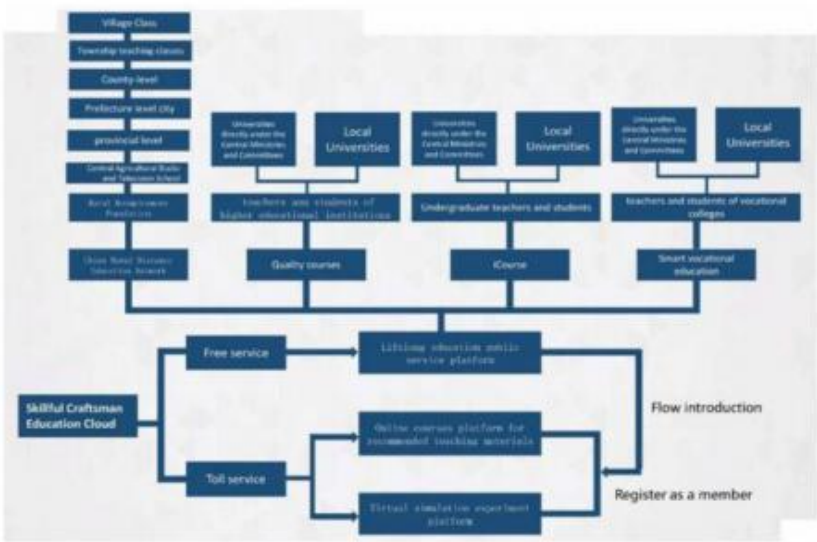 Village Class
Township teaching classes
County-level
Prefecture level city
provincial level
Central Agricultural Radio
and Television School
Rural
Population
China Rural Distance
Education Network
Universities
directly under the
Central Ministries
and Committees
Local
Universities
teachers and students of
higher educational institutions
Quality courses
Universities
directly under the
Central Ministries
and Committees
Local
Universities
Undergraduate teachers and students
iCourse
Universities
directly under the
Central Ministries
and Committees
Local
Universities
teachers and students of vocational
colleges
Smart vocational
education
Free service
Lifelong education public
service platform
Skillful Craftsman
Education Cloud
Flow introduction
Online courses platform for
recommended teaching materials
Toll service
Register as a member
Virtual simulation experiment
platform